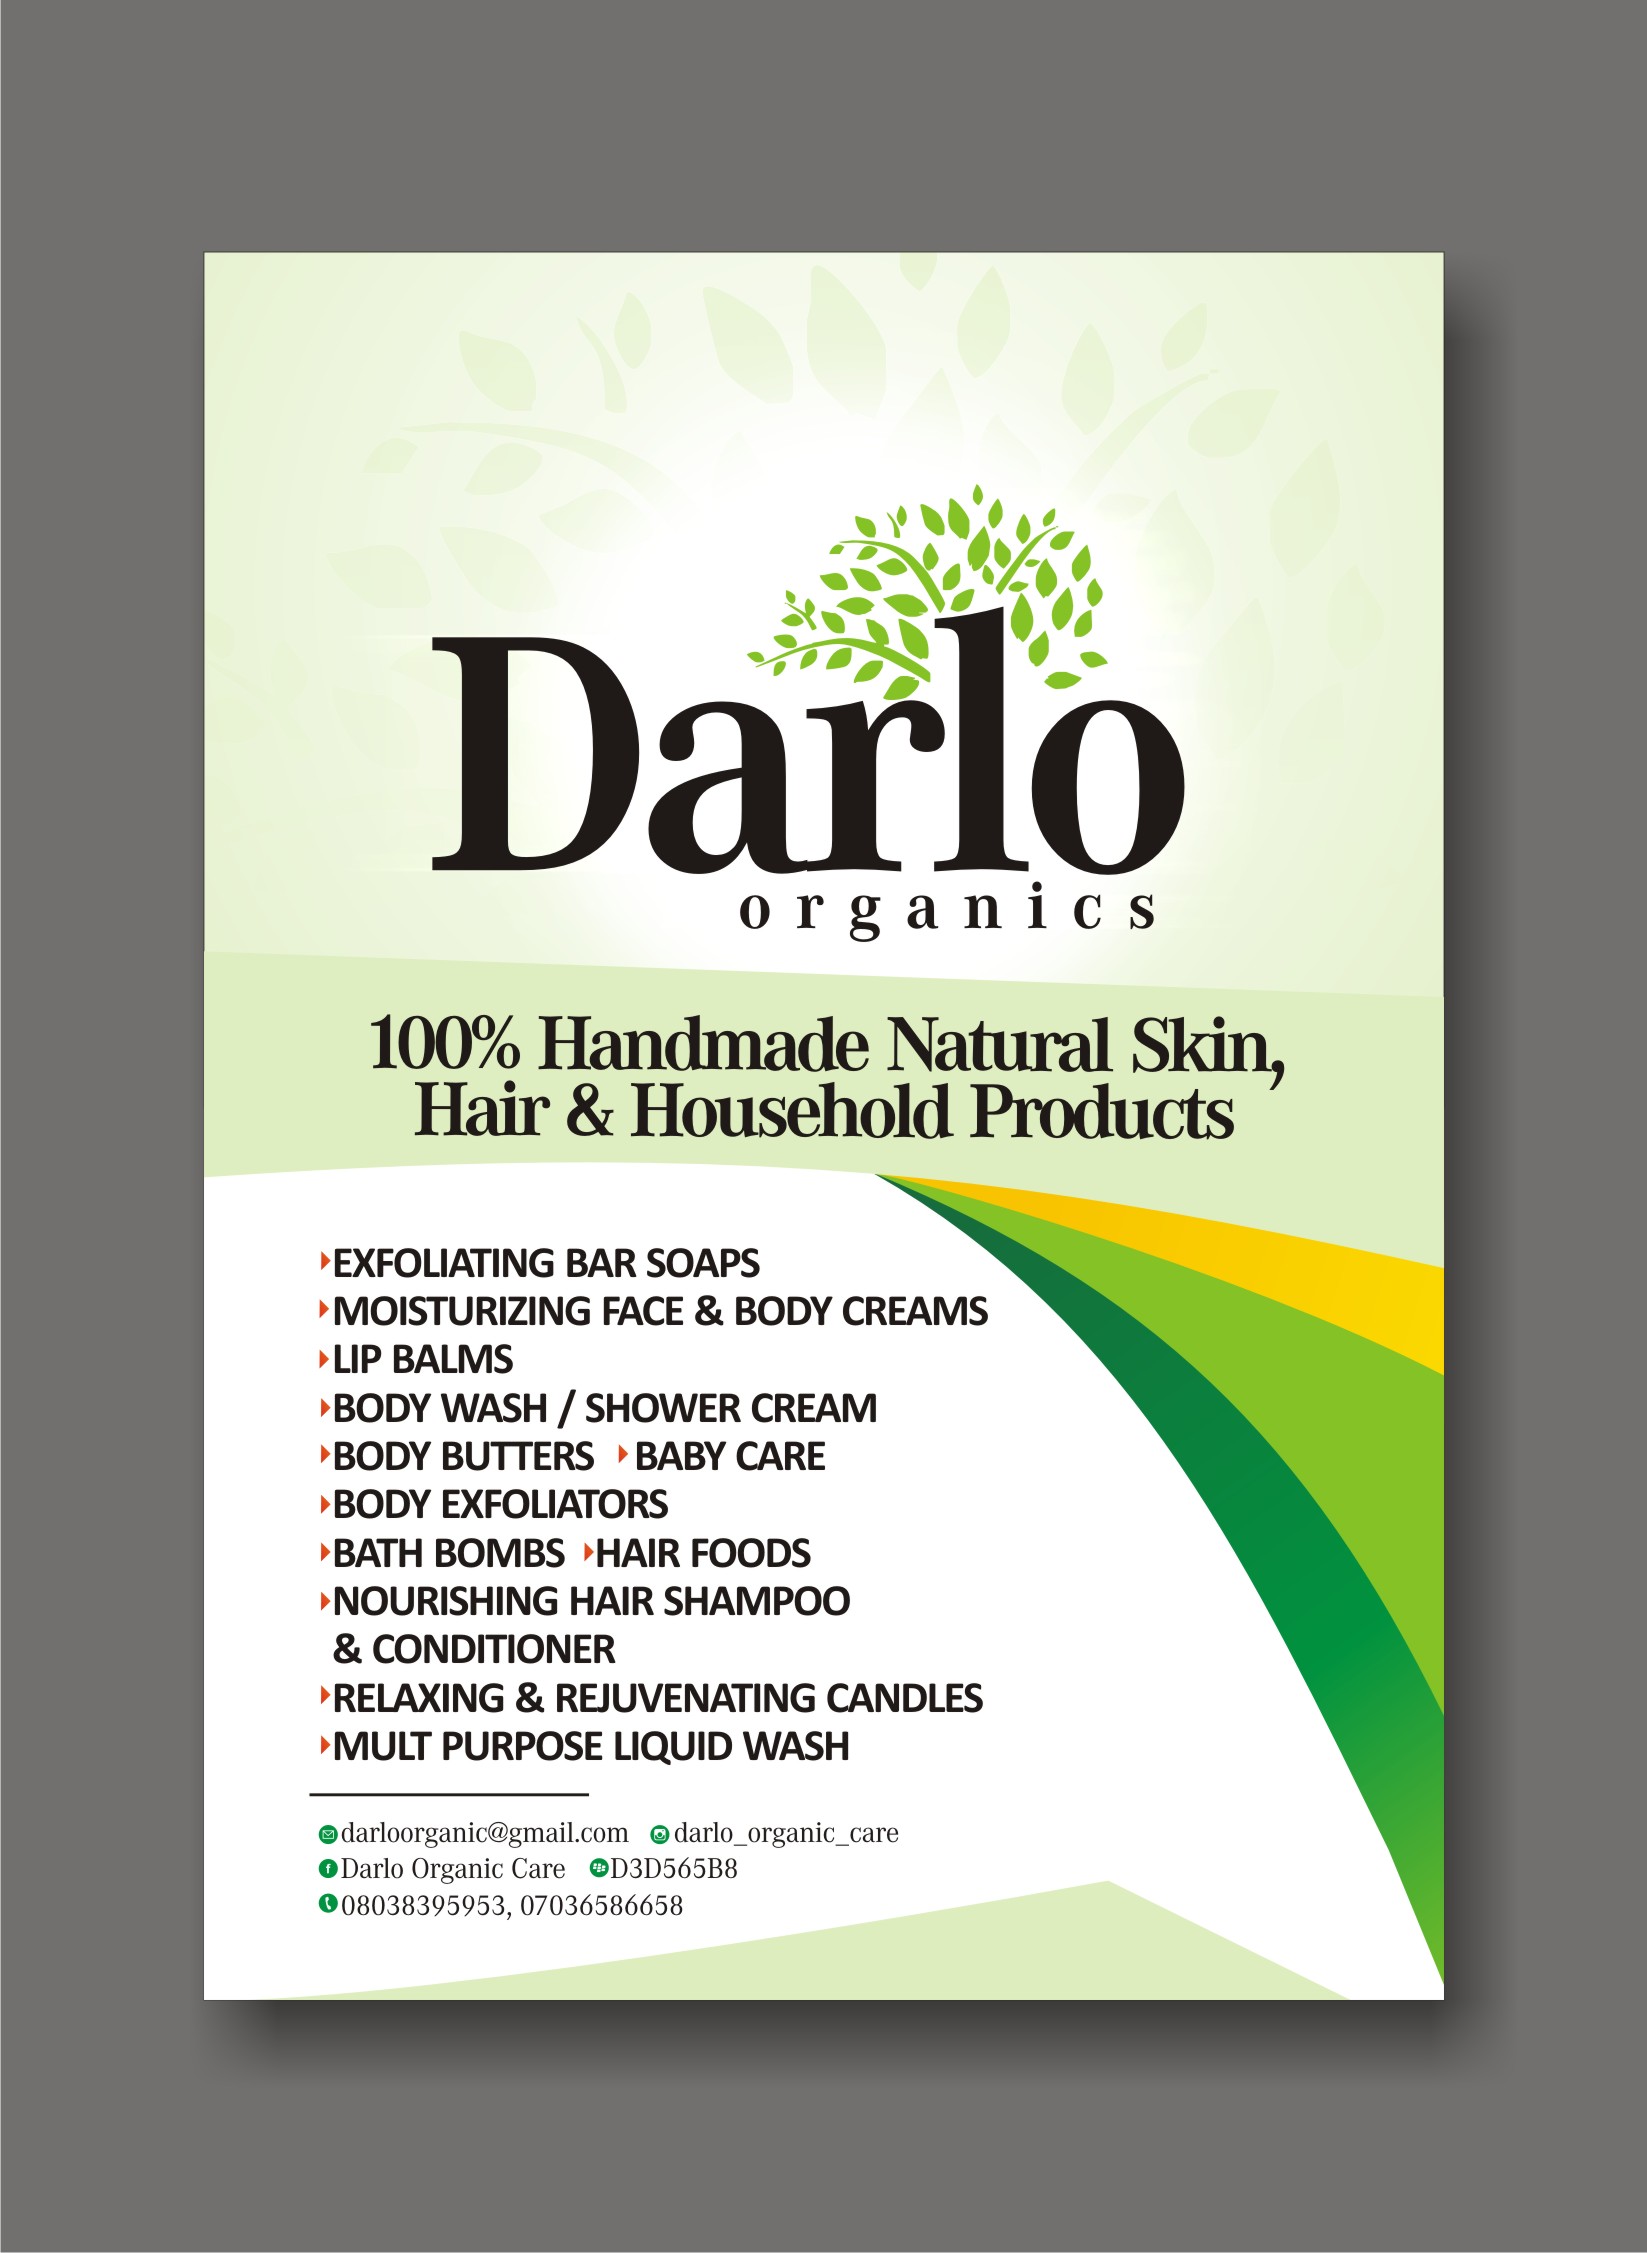 Darlo
organics
100% Handmade Natural Skin,
Hair & Household Products
EXFOLIATING BAR SOAPS
MOISTURIZING FACE & BODY CREAMS
LIP BALMS
BODY WASH / SHOWER CREAM
BODY BUTTERS BABY CARE
BODY EXFOLIATORS
BATH BOMBS HAIR FOODS
NOURISHING HAIR SHAMPOO
& CONDITIONER
RELAXING & REJUVENATING CANDLES
MULT PURPOSE LIQUID WASH
darloorganic@gmail.com darlo_organic_care
Darlo Organic Care D3D565B8
08038395953, 07036586658